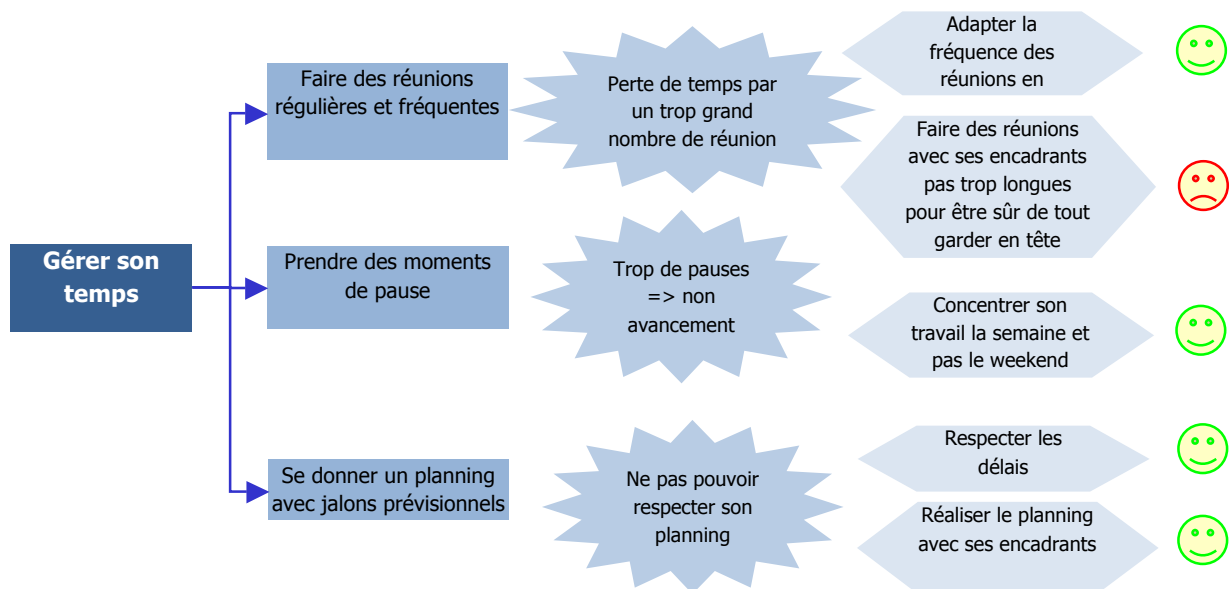 Gérer son
temps
Faire des réunions
régulières et fréquentes
Perte de temps par
un trop grand
nombre de réunion
Adapter la
fréquence des
réunions en
Faire des réunions
avec ses encadrants
pas trop longues
pour être sûr de tout
garder en tête
Prendre des moments
de pause
Trop de pauses
=> non
avancement
Concentrer son
travail la semaine et
pas le weekend
Se donner un planning
avec jalons prévisionnels
Ne pas pouvoir
respecter son
planning
Respecter les
délais
Réaliser le planning
avec ses encadrants